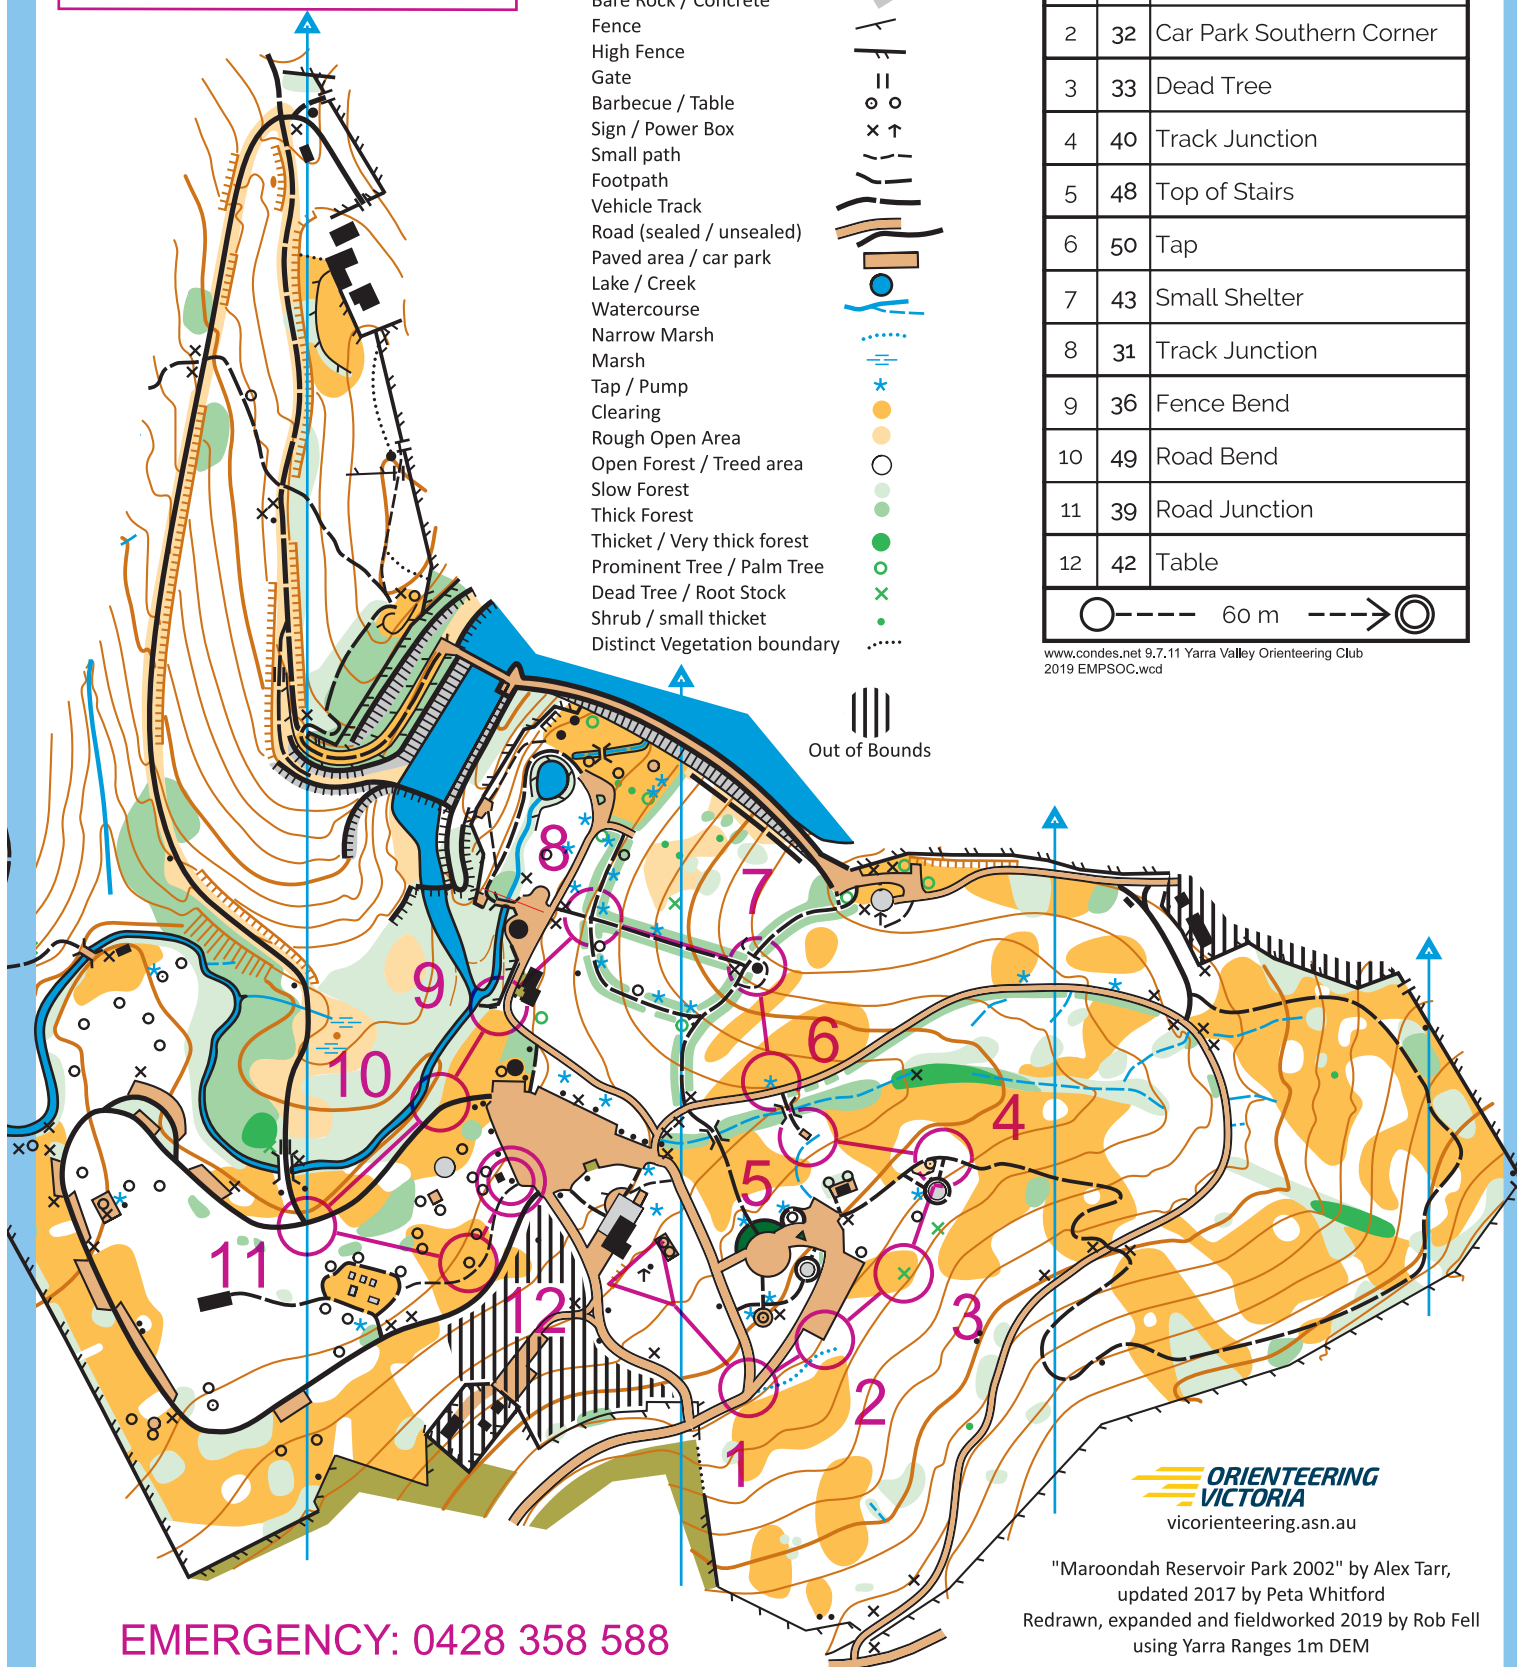 Bare Rock / Concrete
Fence
High Fence
Gate
Barbecue / Table
Sign / Power Box
Small path
Footpath
Vehicle Track
Road (sealed / unsealed)
Paved area / car park
Lake / Creek
Watercourse
Narrow Marsh
Marsh
Tap / Pump
Clearing
Rough Open Area
Open Forest / Treed area
Slow Forest
Thick Forest
Thicket / Very thick forest
Prominent Tree / Palm Tree
Dead Tree / Root Stock
Shrub / small thicket
Distinct Vegetation boundary
Out of Bounds
2 32 Car Park Southern Corner
3 33 Dead Tree
4 40 Track Junction
5 48 Top of Stairs
6 50 Tap
7 43 Small Shelter
8 31 Track Junction
9 36 Fence Bend
10 49 Road Bend
11 39 Road Junction
12 42 Table
60 m
www.condes.net 9.7.11 Yarra Valley Orienteering Club
2019 EMPSOC.wcd
8
7
9
6
10
4
5
11
12
3
2
1
ORIENTEERING
VICTORIA
vicorienteering.asn.au
"Maroondah Reservoir Park 2002" by Alex Tarr,
updated 2017 by Peta Whitford
Redrawn, expanded and fieldworked 2019 by Rob Fell
using Yarra Ranges 1m DEM
EMERGENCY: 0428 358 588